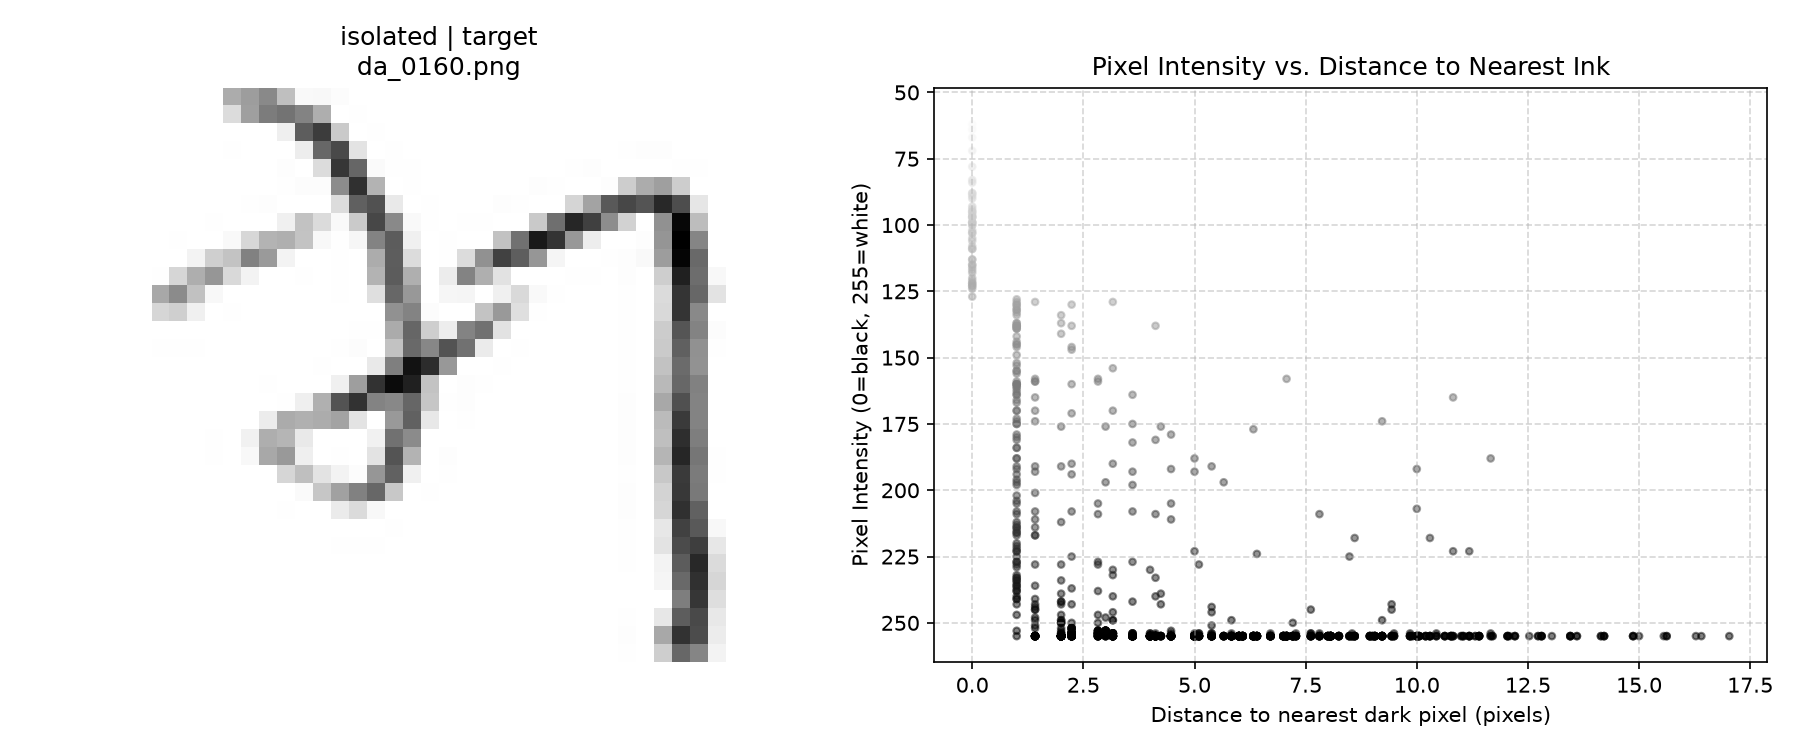 isolated | target
da_0160.png
Pixel Intensity vs. Distance to Nearest Ink
50
75
100
125
150
175
200
225
250
Pixel Intensity (0=black, 255=white)
0.0 2.5 5.0 7.5 10.0 12.5 15.0 17.5
Distance to nearest dark pixel (pixels)